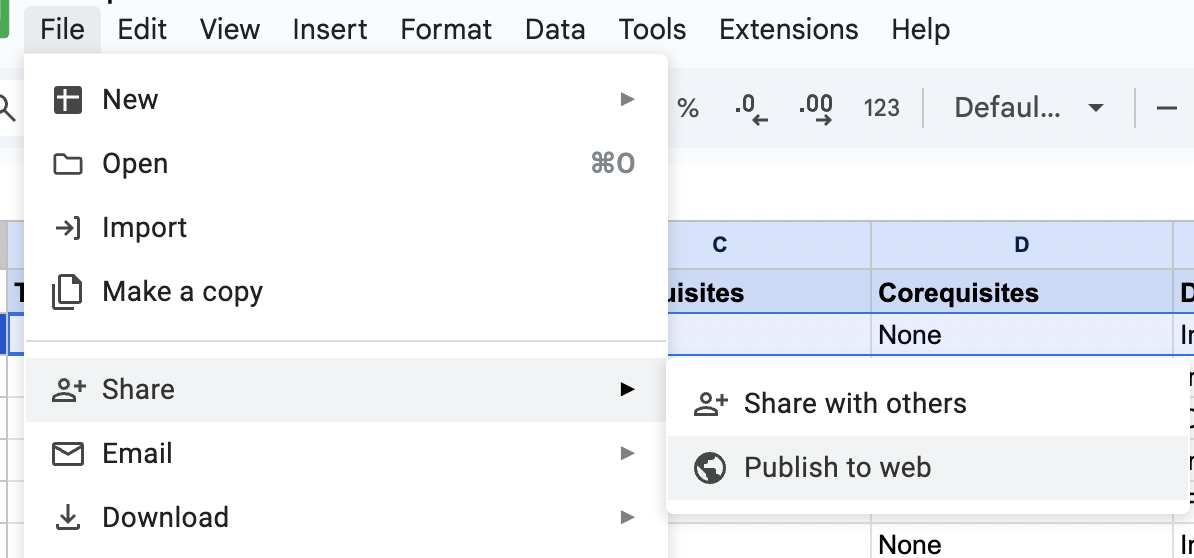 File Edit View Insert Format Data Tools Extensions Help
New
Open ⌘O
Import
Make a copy
Share
Email
Download
% .0 .00 123 Defaul...
C D
Corequisites
None
Share with others
Publish to web
None